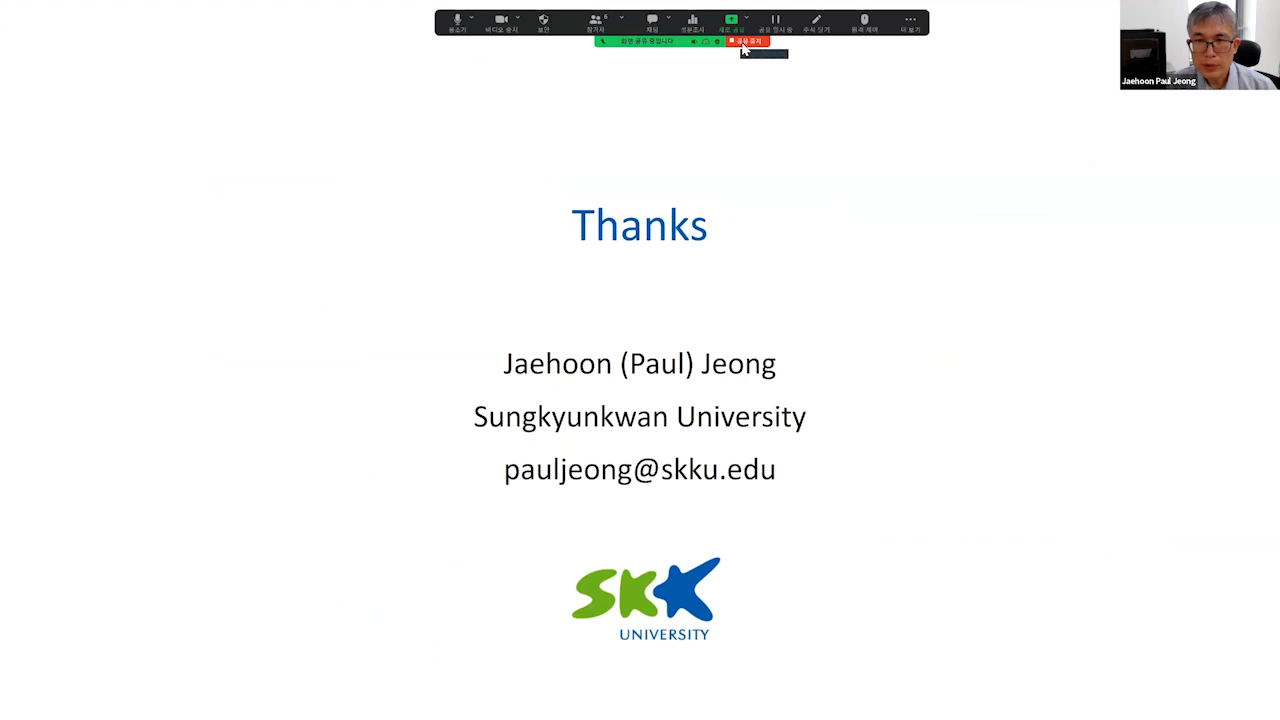 음소거
비디오 중지
보안
참가자
6
채팅
설문조사
새로 공유
공유 일시 중
주석 달기
원격 제어
더 보기
화면 공유 중입니다
공유 중지
Jaehoon Paul Jeong
Thanks
Jaehoon (Paul) Jeong
Sungkyunkwan University
pauljeong@skku.edu
SKK
UNIVERSITY